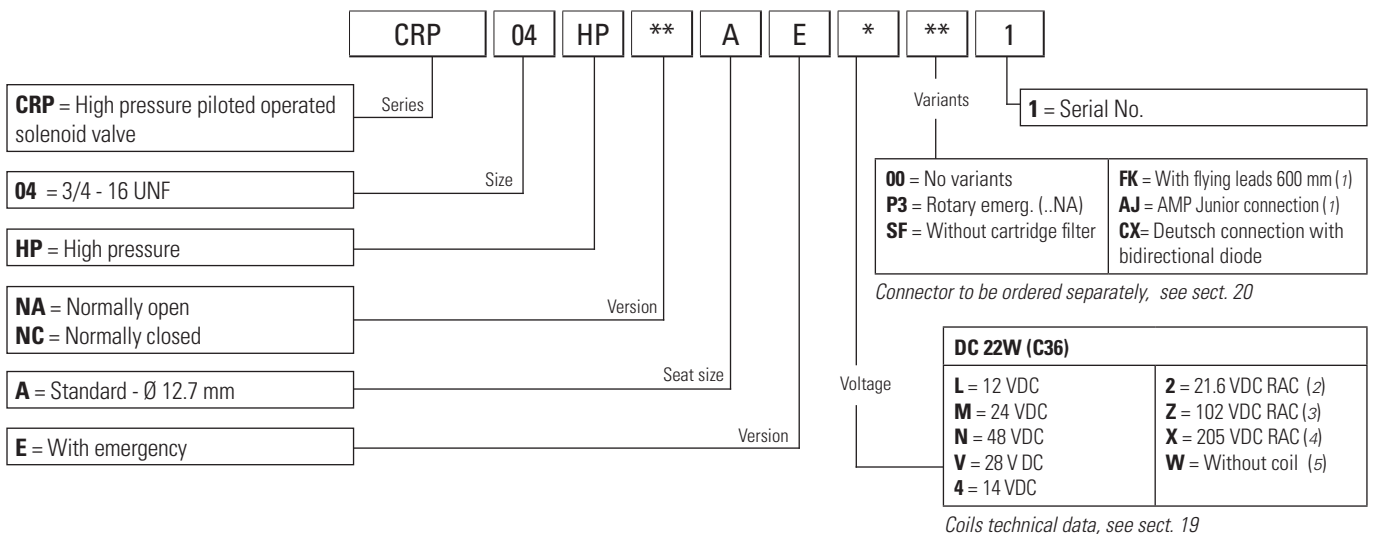 CRP 04 HP ** A E * ** 1
CRP = High pressure piloted operated
solenoid valve
Series
Variants
1 = Serial No.
04 = 3/4 - 16 UNF
Size
00 = No variants
P3 = Rotary emerg. (..NA)
SF = Without cartridge filter
FK = With flying leads 600 mm (1)
AJ = AMP Junior connection (1)
CX= Deutsch connection with
bidirectional diode
HP = High pressure
Connector to be ordered separately, see sect. 20
NA = Normally open
NC = Normally closed
Version
A = Standard - Ø 12.7 mm
Seat size
E = With emergency
Version
Voltage
DC 22W (C36)
L = 12 VDC
M = 24 VDC
N = 48 VDC
V = 28 V DC
4 = 14 VDC
2 = 21.6 VDC RAC (2)
Z = 102 VDC RAC (3)
X = 205 VDC RAC (4)
W = Without coil (5)
Coils technical data, see sect. 19